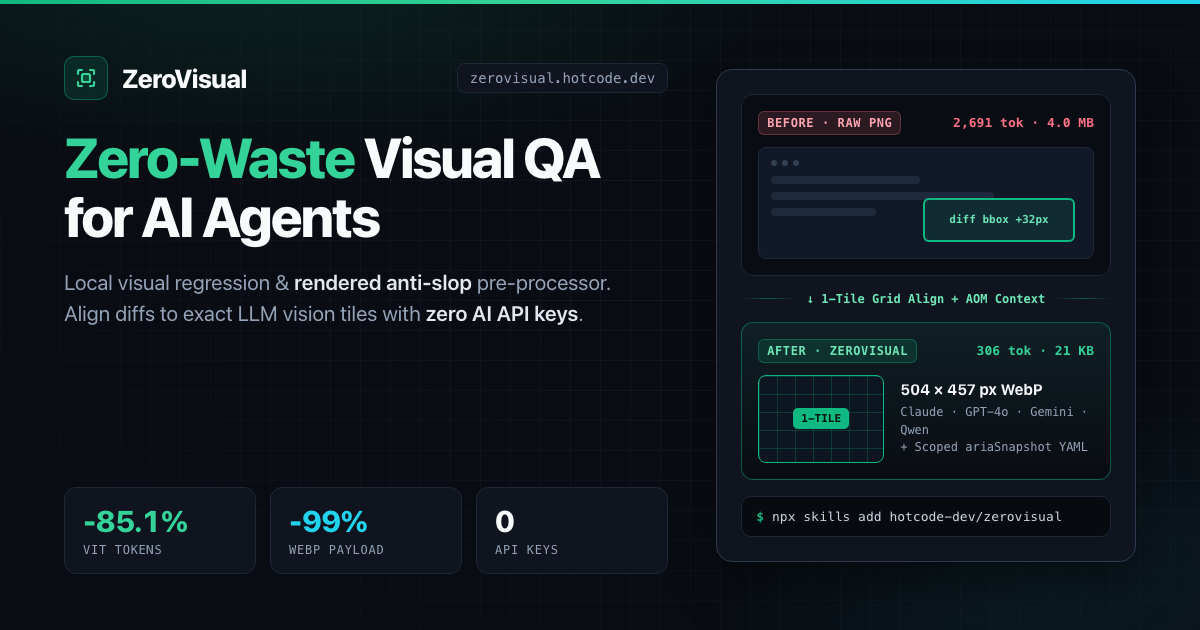 ZeroVisual
zerovisual.hotcode.dev
Zero-Waste Visual QA
for AI Agents
Local visual regression & rendered anti-slop pre-processor.
Align diffs to exact LLM vision tiles with zero AI API keys.
-85.1%
VIT TOKENS
-99%
WEBP PAYLOAD
0
API KEYS
BEFORE · RAW PNG
2,691 tok · 4.0 MB
diff bbox +32px
↓ 1-Tile Grid Align + AOM Context
AFTER · ZEROVISUAL
306 tok · 21 KB
1-TILE
504 × 457 px WebP
Claude · GPT-4o · Gemini ·
Qwen
+ Scoped ariaSnapshot YAML
$ npx skills add hotcode-dev/zerovisual